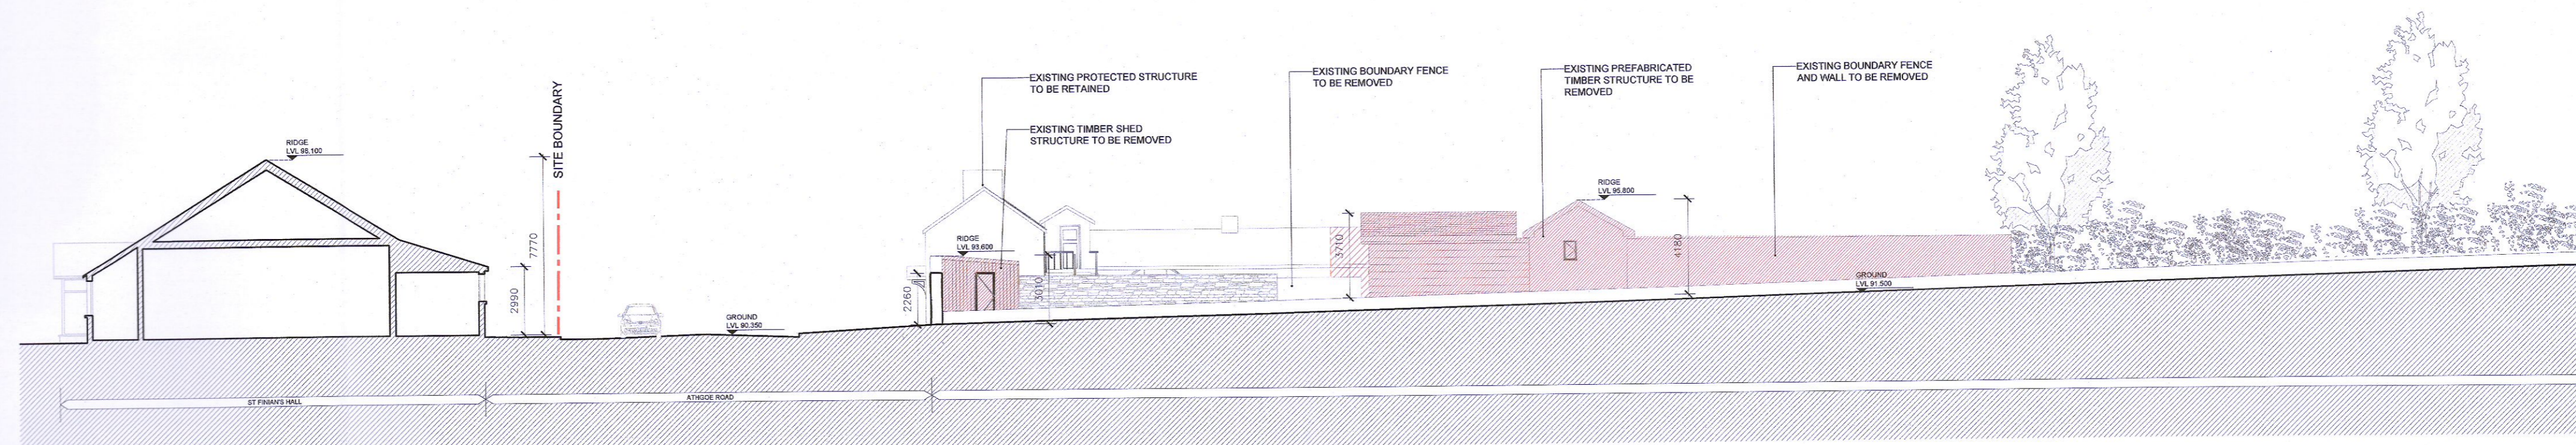 RIDGE
LVL 98.100
2990
7770
SITE BOUNDARY
GROUND
LVL 90.350
EXISTING PROTECTED STRUCTURE
TO BE RETAINED
EXISTING TIMBER SHED
STRUCTURE TO BE REMOVED
RIDGE
LVL 93.600
2260
3010
EXISTING BOUNDARY FENCE
TO BE REMOVED
3710
EXISTING PREFABRICATED
TIMBER STRUCTURE TO BE
REMOVED
RIDGE
LVL 95.800
4180
EXISTING BOUNDARY FENCE
AND WALL TO BE REMOVED
GROUND
LVL 91.500
ST FINIAN'S HALL
ATHGOE ROAD